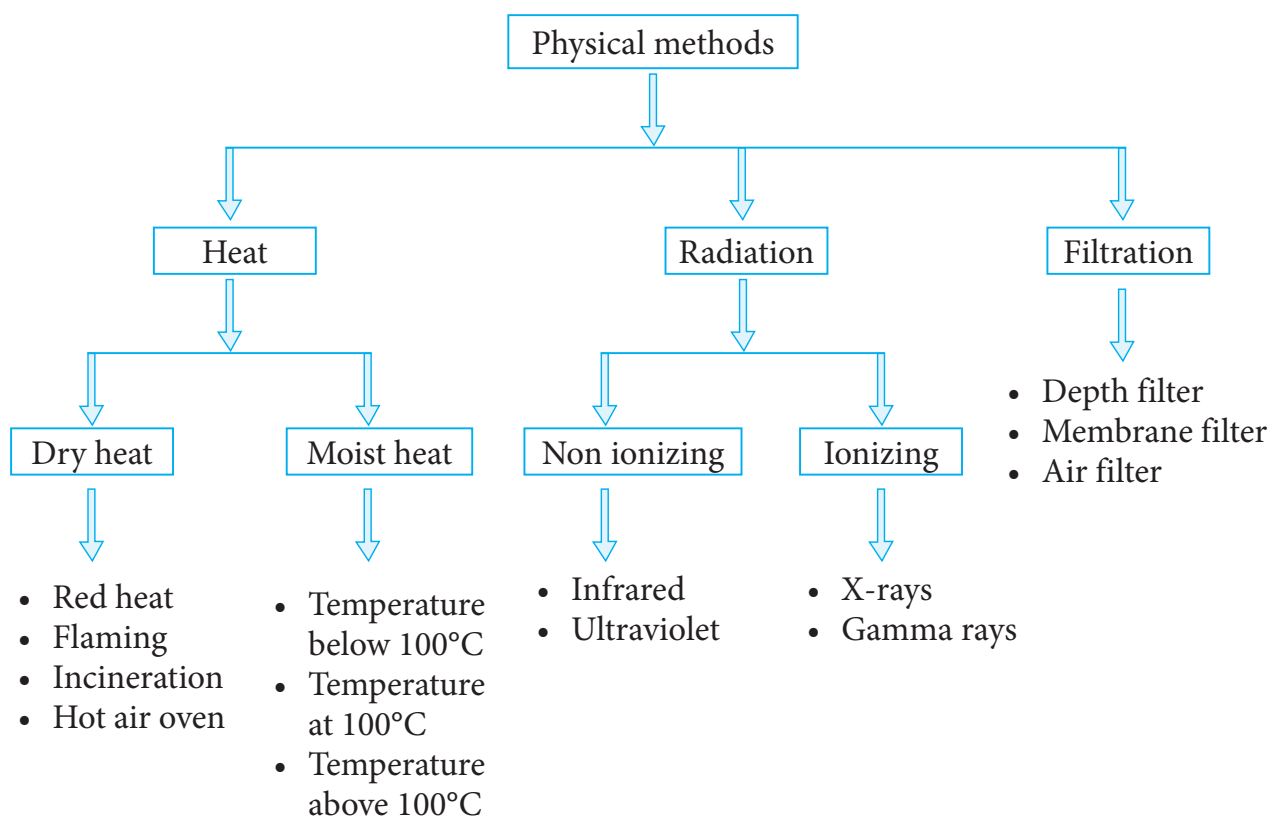 Physical methods
Heat
Radiation
Filtration
Dry heat
Moist heat
Non ionizing
Ionizing
• Depth filter
• Membrane filter
• Air filter
• Red heat
• Flaming
• Incineration
• Hot air oven
• Temperature
below 100°C
• Temperature
at 100°C
• Temperature
above 100°C
• Infrared
• Ultraviolet
• X-rays
• Gamma rays